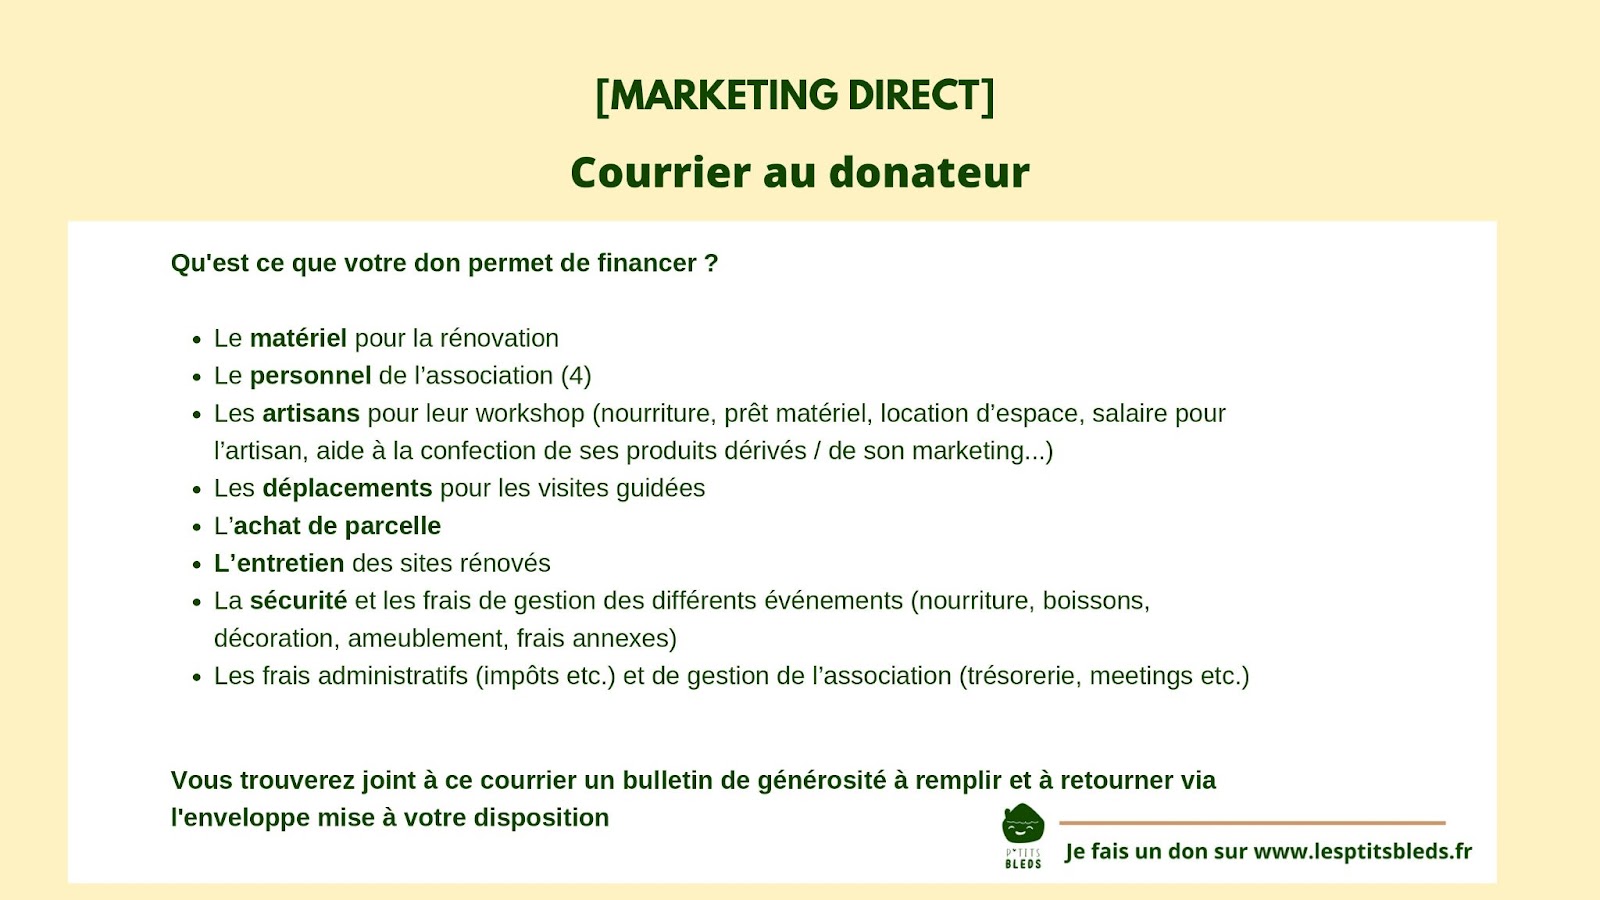 [MARKETING DIRECT]
Courrier au donateur
Qu'est ce que votre don permet de financer ?
• Le matériel pour la rénovation
• Le personnel de l’association (4)
• Les artisans pour leur workshop (nourriture, prêt matériel, location d’espace, salaire pour
l’artisan, aide à la confection de ses produits dérivés / de son marketing...)
• Les déplacements pour les visites guidées
• L’achat de parcelle
• L’entretien des sites rénovés
• La sécurité et les frais de gestion des différents événements (nourriture, boissons,
décoration, ameublement, frais annexes)
• Les frais administratifs (impôts etc.) et de gestion de l’association (trésorerie, meetings etc.)
Vous trouverez joint à ce courrier un bulletin de générosité à remplir et à retourner via
l'enveloppe mise à votre disposition
P'TITS
BLEDS
Je fais un don sur www.lesptitsbleds.fr